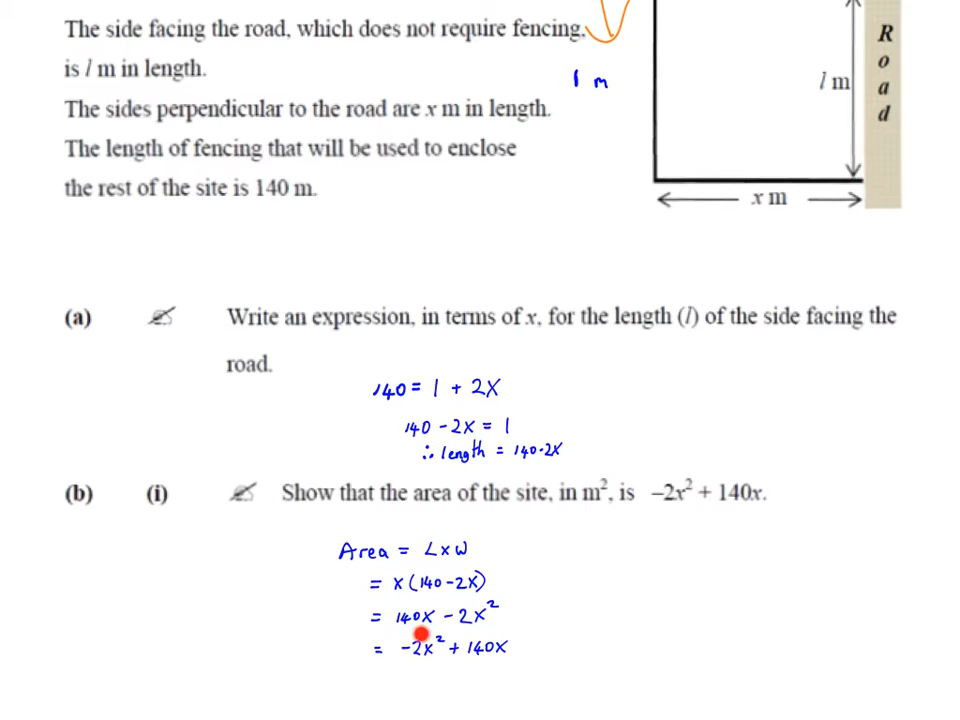 The side facing the road, which does not require fencing,
is l m in length.
l m
The sides perpendicular to the road are x m in length.
The length of fencing that will be used to enclose
the rest of the site is 140 m.
l m
Road
x m
(a) Write an expression, in terms of x, for the length (l) of the side facing the
road.
140 = l + 2x
140 - 2x = l
∴ length = 140-2x
(b) (i) Show that the area of the site, in m², is –2x² + 140x.
Area = L x W
= x(140-2x)
= 140x - 2x²
= -2x² + 140x